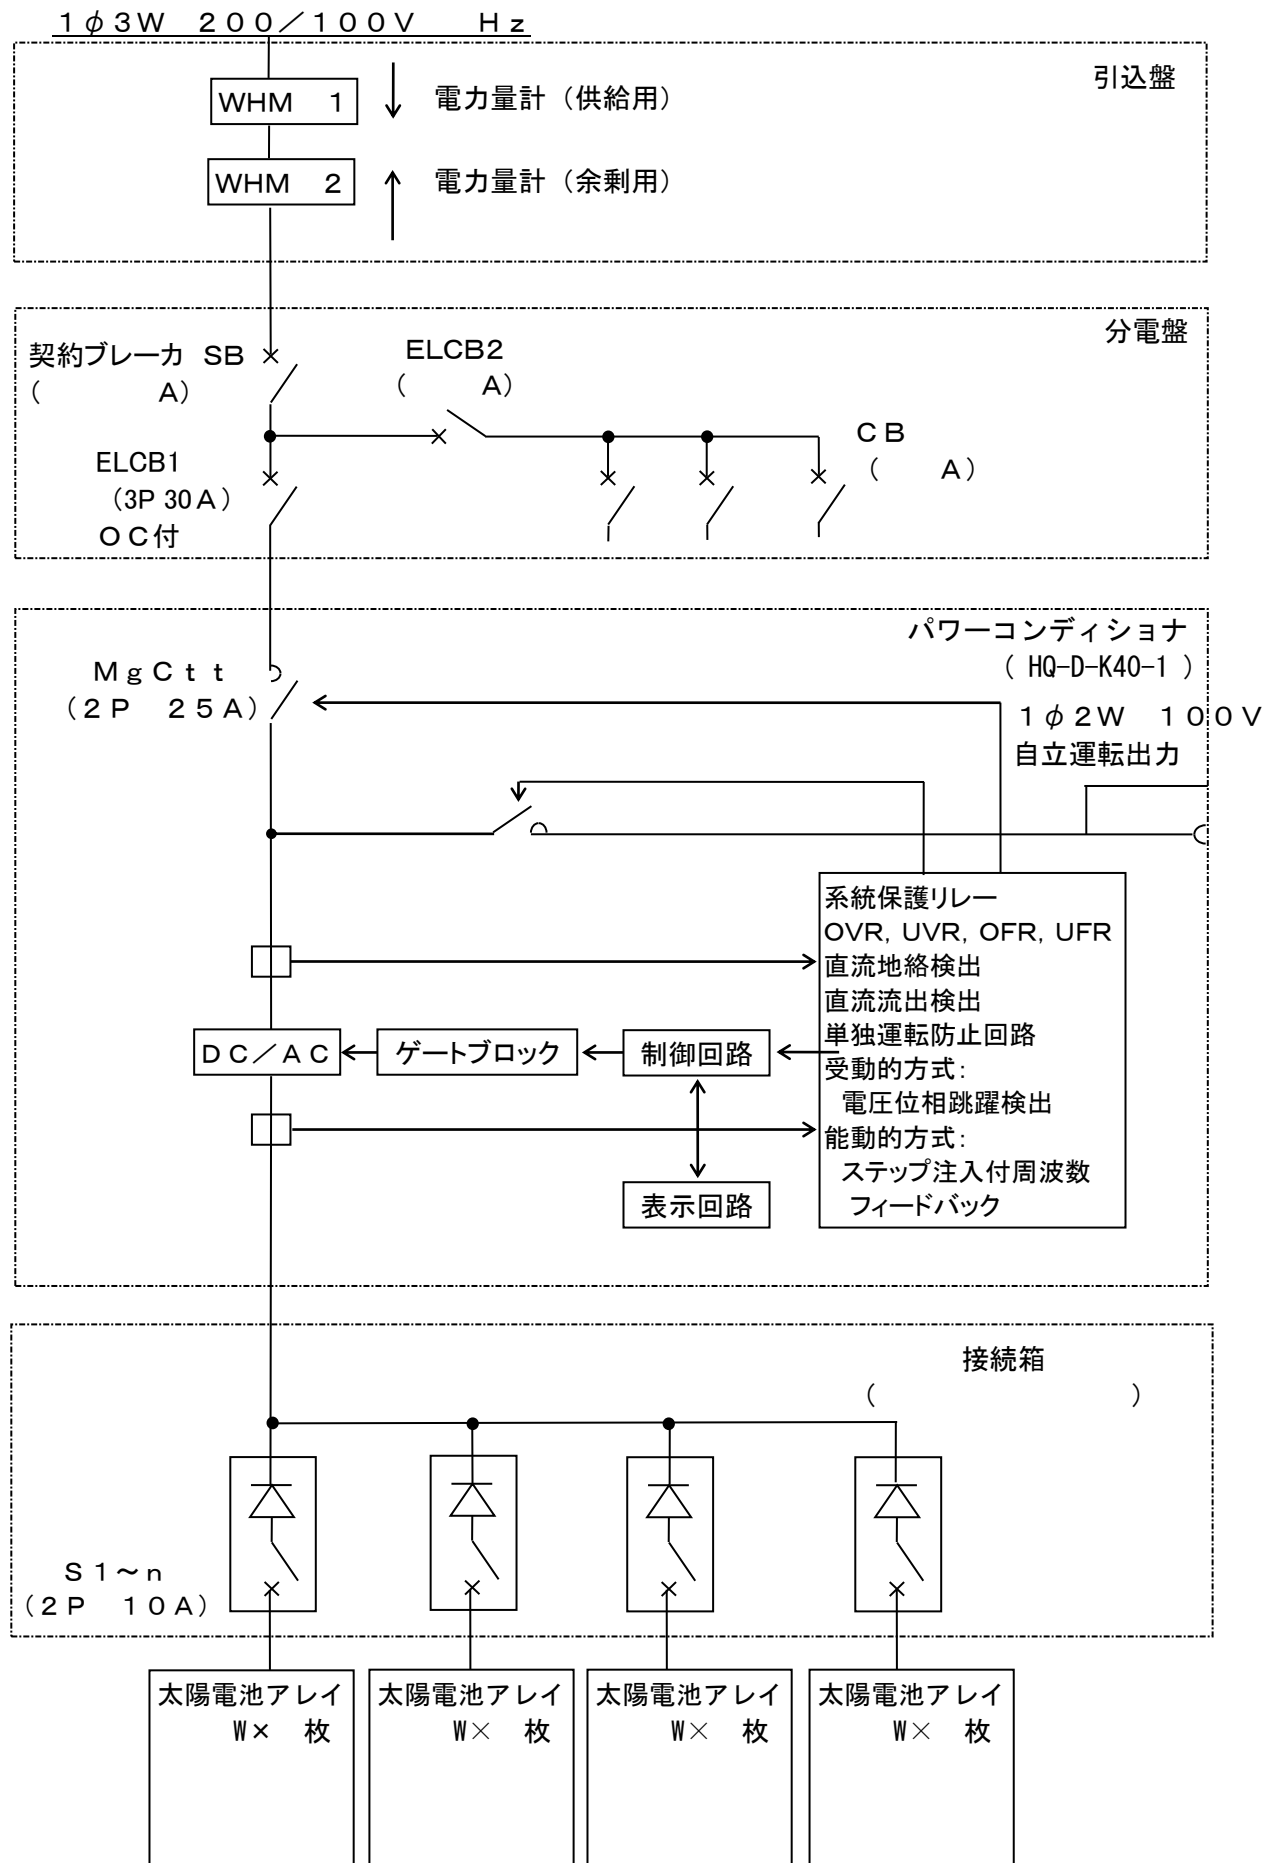 1φ3W 200/100V Hz
引込盤
WHM 1
電力量計（供給用）
WHM 2
電力量計（余剰用）
分電盤
契約ブレーカ SB
（ A）
ELCB2
（ A）
CB
（ A）
ELCB1
（3P 30A）
OC付
パワーコンディショナ
（ HQ-D-K40-1 ）
MgCtt
（2P 25A）
1φ2W 100V
自立運転出力
系統保護リレー
OVR, UVR, OFR, UFR
直流地絡検出
直流流出検出
単独運転防止回路
受動的方式：
電圧位相跳躍検出
能動的方式：
ステップ注入付周波数
フィードバック
DC/AC
ゲートブロック
制御回路
表示回路
接続箱
（ ）
S1～n
（2P 10A）
太陽電池アレイ
W× 枚
太陽電池アレイ
W× 枚
太陽電池アレイ
W× 枚
太陽電池アレイ
W× 枚